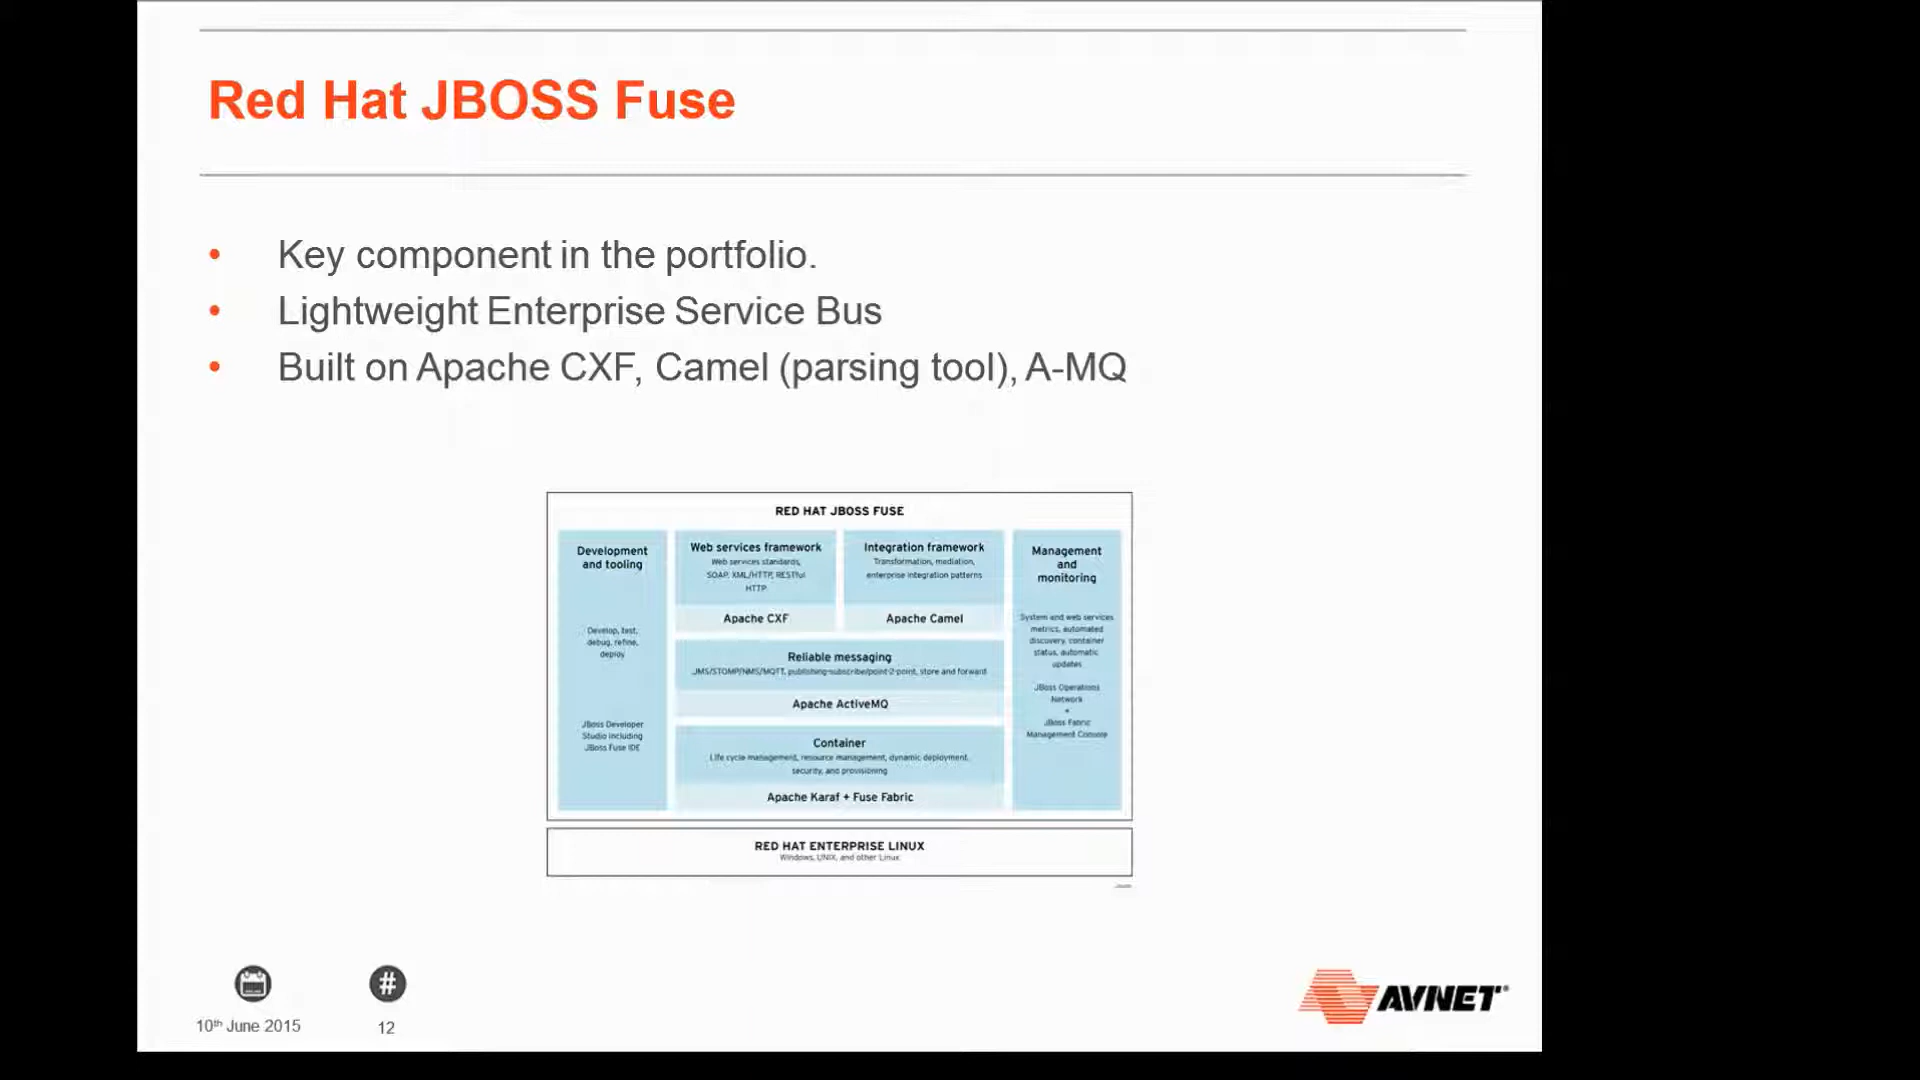 Red Hat JBOSS Fuse
• Key component in the portfolio.
• Lightweight Enterprise Service Bus
• Built on Apache CXF, Camel (parsing tool), A-MQ
RED HAT JBOSS FUSE
Development
and tooling
Develop, test,
debug, refine,
deploy
JBoss Developer
Studio including
JBoss Fuse IDE
Web services framework
Web services standards,
SOAP, XML/HTTP, RESTful
HTTP
Apache CXF
Integration framework
Transformation, mediation,
enterprise integration patterns
Apache Camel
Reliable messaging
JMS/STOMP/NMS/MQTT, publishing-subscribe/point-2-point, store and forward
Apache ActiveMQ
Container
Life cycle management, resource management, dynamic deployment,
security, and provisioning
Apache Karaf + Fuse Fabric
Management
and
monitoring
System and web services
metrics, automated
discovery, container
status, automatic
updates
JBoss Operations
Network
+
JBoss Fabric
Management Console
RED HAT ENTERPRISE LINUX
Windows, UNIX, and other Linux
#
10th June 2015
12
AVNET